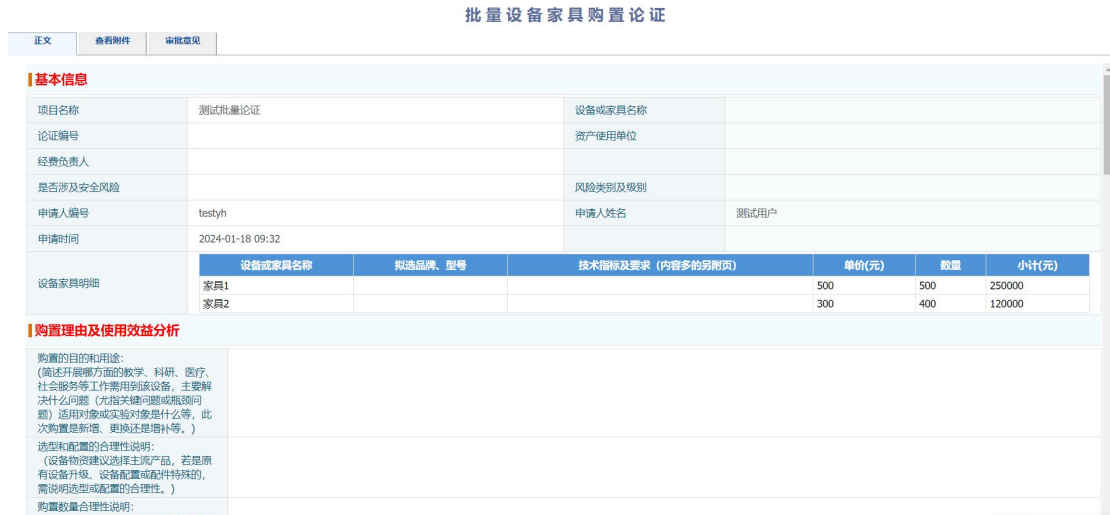 批量设备家具购置论证
正文 查看附件 审批意见
基本信息
项目名称 测试批量论证 设备或家具名称
论证编号 资产使用单位
经费负责人
是否涉及安全风险 风险类别及级别
申请人编号 testyh 申请人姓名 测试用户
申请时间 2024-01-18 09:32
设备或家具名称 拟选品牌、型号 技术指标及要求（内容多的另附页） 单价(元) 数量 小计(元)
设备家具明细
家具1 500 500 250000
家具2 300 400 120000
购置理由及使用效益分折
购置的目的和用途:
(简述开展哪方面的教学、科研、医疗、
社会服务等工作需用到该设备，主要解
决什么问题（尤指关键问题或瓶颈问
题）适用对象或实验对象是什么等，此
次购置是新增、更换还是增补等。)
选型和配置的合理性说明:
（设备物资建议选择主流产品，若是原
有设备升级、设备配置或配件特殊的，
需说明选型或配置的合理性。)
购置数量合理性说明: